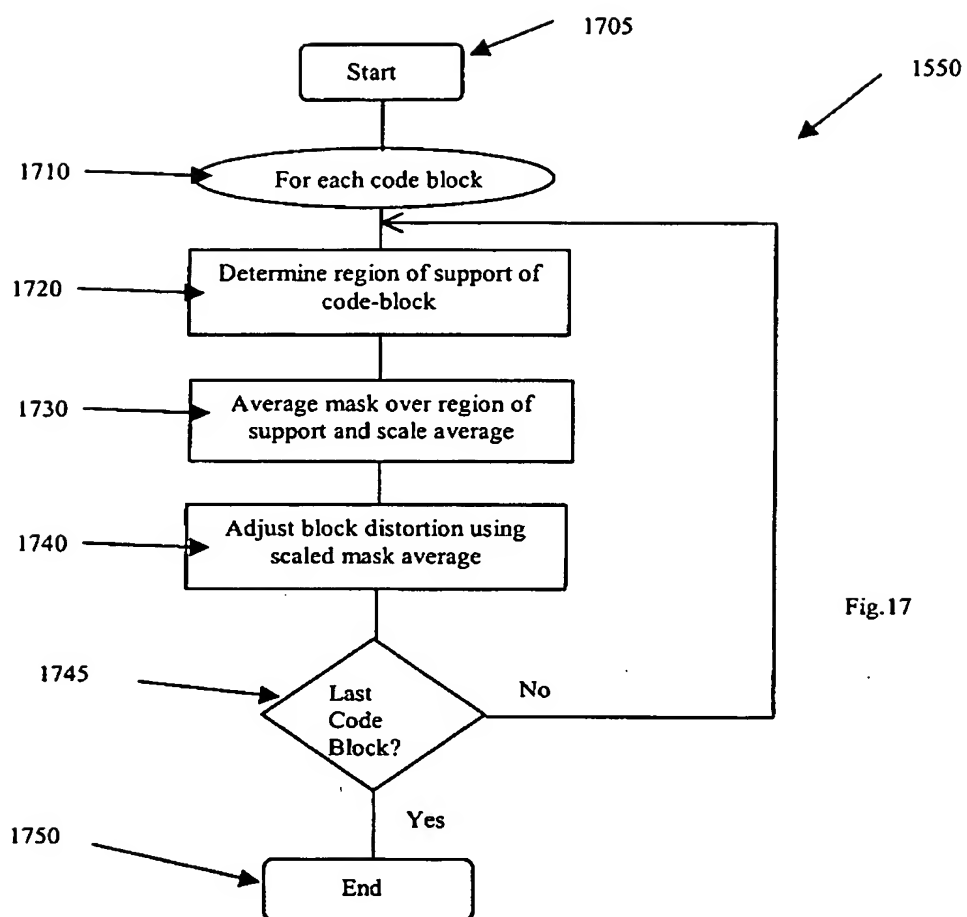 1705
Start
1550
1710
For each code block
1720
Determine region of support of
code-block
1730
Average mask over region of
support and scale average
1740
Adjust block distortion using
scaled mask average
Fig.17
1745
Last
Code
Block?
No
Yes
1750
End